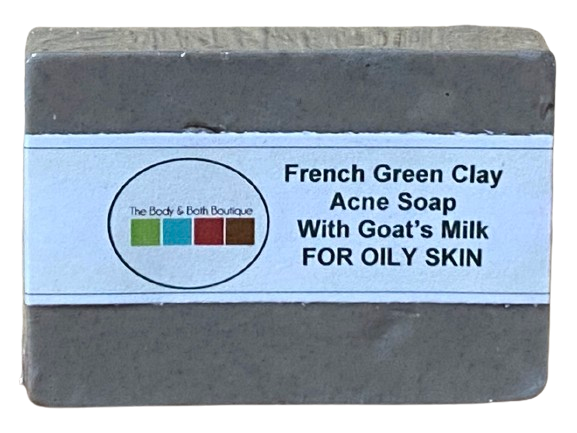 The Body & Bath Boutique
French Green Clay
Acne Soap
With Goat's Milk
FOR OILY SKIN